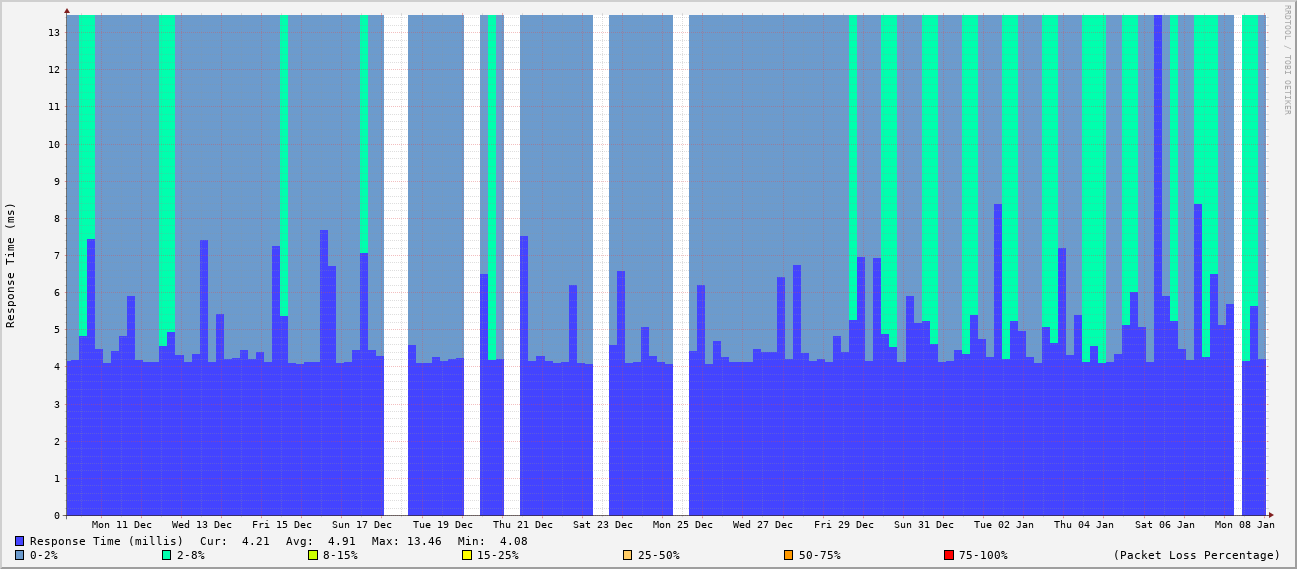 RRDTOOL / TOBI OETIKER
Response Time (ms)
13
12
11
10
9
8
7
6
5
4
3
2
1
0
Mon 11 Dec Wed 13 Dec Fri 15 Dec Sun 17 Dec Tue 19 Dec Thu 21 Dec Sat 23 Dec Mon 25 Dec Wed 27 Dec Fri 29 Dec Sun 31 Dec Tue 02 Jan Thu 04 Jan Sat 06 Jan Mon 08 Jan
Response Time (millis) Cur: 4.21 Avg: 4.91 Max: 13.46 Min: 4.08
0-2% 2-8% 8-15% 15-25% 25-50% 50-75% 75-100% (Packet Loss Percentage)